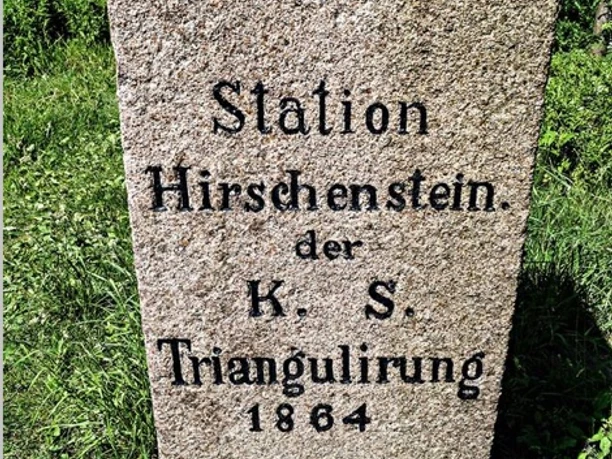 Station
Hirschenstein.
der
K. S.
Triangulirung
1864